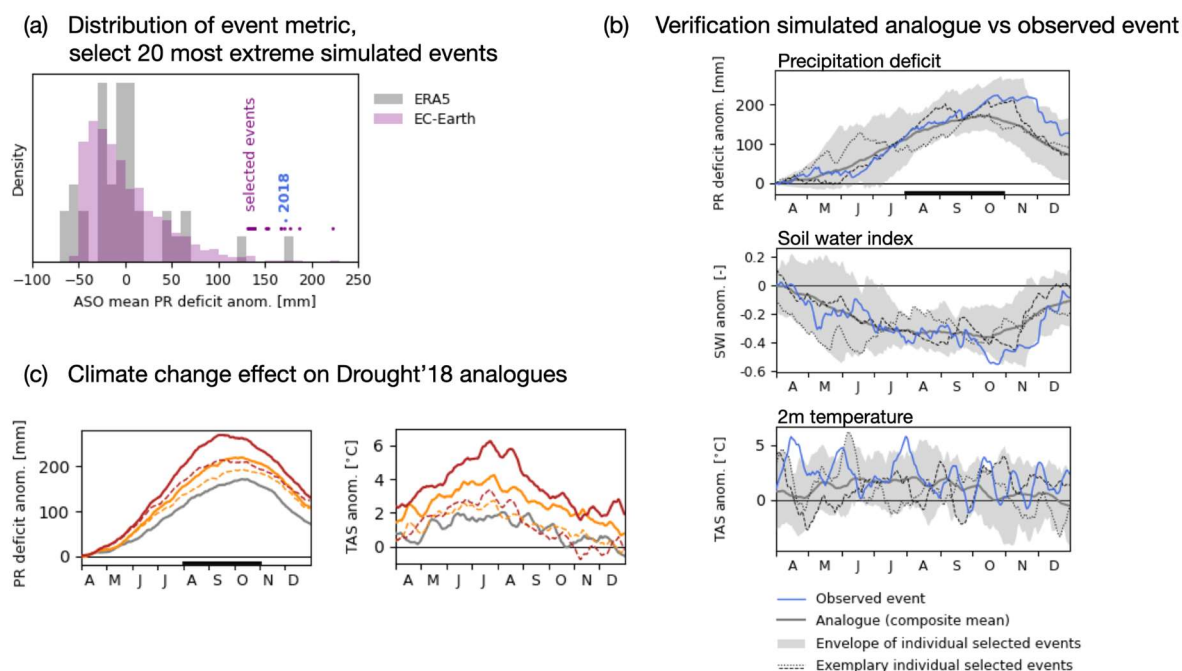 (a) Distribution of event metric,
select 20 most extreme simulated events
Density
ERA5
EC-Earth
selected events
2018
−100 −50 0 50 100 150 200 250
ASO mean PR deficit anom. [mm]
(b) Verification simulated analogue vs observed event
Precipitation deficit
PR deficit anom. [mm]
200
100
0
A M J J A S O N D
Soil water index
SWI anom. [-]
0.2
0
-0.2
-0.4
-0.6
A M J J A S O N D
2m temperature
TAS anom. [°C]
5
0
A M J J A S O N D
Observed event
Analogue (composite mean)
Envelope of individual selected events
Exemplary individual selected events
(c) Climate change effect on Drought'18 analogues
PR deficit anom. [mm]
200
100
0
A M J J A S O N D
TAS anom. [°C]
6
4
2
0
A M J J A S O N D